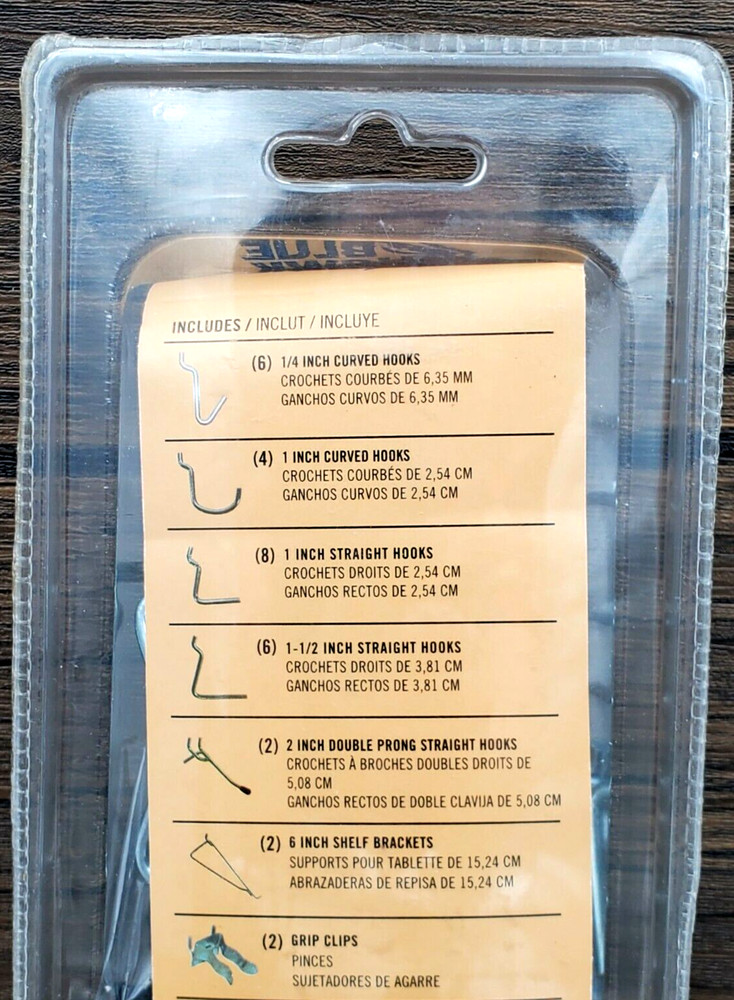 BLUE
INCLUDES / INCLUT / INCLUYE
(6) 1/4 INCH CURVED HOOKS
CROCHETS COURBÉS DE 6,35 MM
GANCHOS CURVOS DE 6,35 MM
(4) 1 INCH CURVED HOOKS
CROCHETS COURBÉS DE 2,54 CM
GANCHOS CURVOS DE 2,54 CM
(8) 1 INCH STRAIGHT HOOKS
CROCHETS DROITS DE 2,54 CM
GANCHOS RECTOS DE 2,54 CM
(6) 1-1/2 INCH STRAIGHT HOOKS
CROCHETS DROITS DE 3,81 CM
GANCHOS RECTOS DE 3,81 CM
(2) 2 INCH DOUBLE PRONG STRAIGHT HOOKS
CROCHETS À BROCHES DOUBLES DROITS DE
5,08 CM
GANCHOS RECTOS DE DOBLE CLAVIJA DE 5,08 CM
(2) 6 INCH SHELF BRACKETS
SUPPORTS POUR TABLETTE DE 15,24 CM
ABRAZADERAS DE REPISA DE 15,24 CM
(2) GRIP CLIPS
PINCES
SUJETADORES DE AGARRE